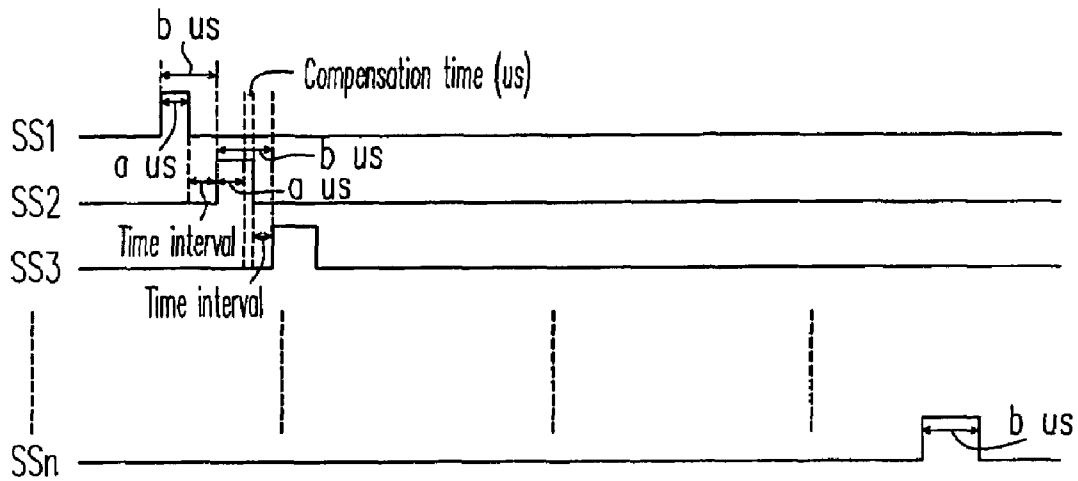 b us
Compensation time (us)
SS1
a us
b us
a us
SS2
Time interval
SS3
Time interval
b us
SSn